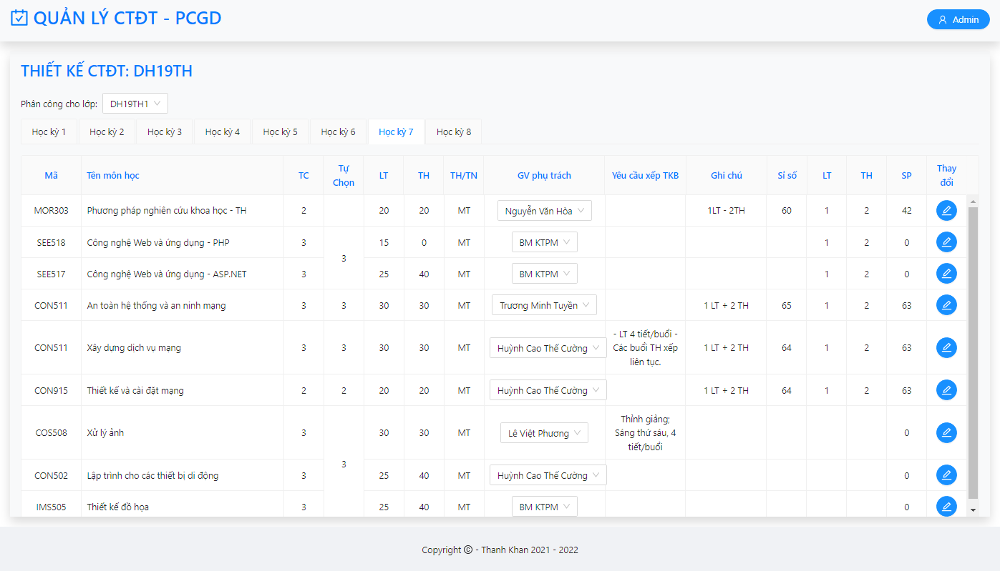 QUẢN LÝ CTĐT - PCGD
Admin
THIẾT KẾ CTĐT: DH19TH
Phân công cho lớp: DH19TH1
Học kỳ 1 Học kỳ 2 Học kỳ 3 Học kỳ 4 Học kỳ 5 Học kỳ 6 Học kỳ 7 Học kỳ 8
Mã Tên môn học TC Tự Chọn LT TH TH/TN GV phụ trách Yêu cầu xếp TKB Ghi chú Sỉ số LT TH SP Thay đổi
MOR303 Phương pháp nghiên cứu khoa học - TH 2 20 20 MT Nguyễn Văn Hòa 1LT - 2TH 60 1 2 42
SEE518 Công nghệ Web và ứng dụng - PHP 3 15 0 MT BM KTPM 1 2 0
3
SEE517 Công nghệ Web và ứng dụng - ASP.NET 3 25 40 MT BM KTPM 1 2 0
CON511 An toàn hệ thống và an ninh mạng 3 3 30 30 MT Trương Minh Tuyền 1 LT + 2 TH 65 1 2 63
CON511 Xây dựng dịch vụ mạng 3 3 30 30 MT Huỳnh Cao Thế Cường - LT 4 tiết/buổi - Các buổi TH xếp liên tục. 1 LT + 2 TH 64 1 2 63
CON915 Thiết kế và cài đặt mạng 2 2 20 20 MT Huỳnh Cao Thế Cường 1 LT + 2 TH 64 1 2 63
COS508 Xử lý ảnh 3 30 30 MT Lê Việt Phương Thỉnh giảng; Sáng thứ sáu, 4 tiết/buổi 0
3
CON502 Lập trình cho các thiết bị di động 3 25 40 MT Huỳnh Cao Thế Cường 0
IMS505 Thiết kế đồ họa 3 25 40 MT BM KTPM 0
Copyright © - Thanh Khan 2021 - 2022